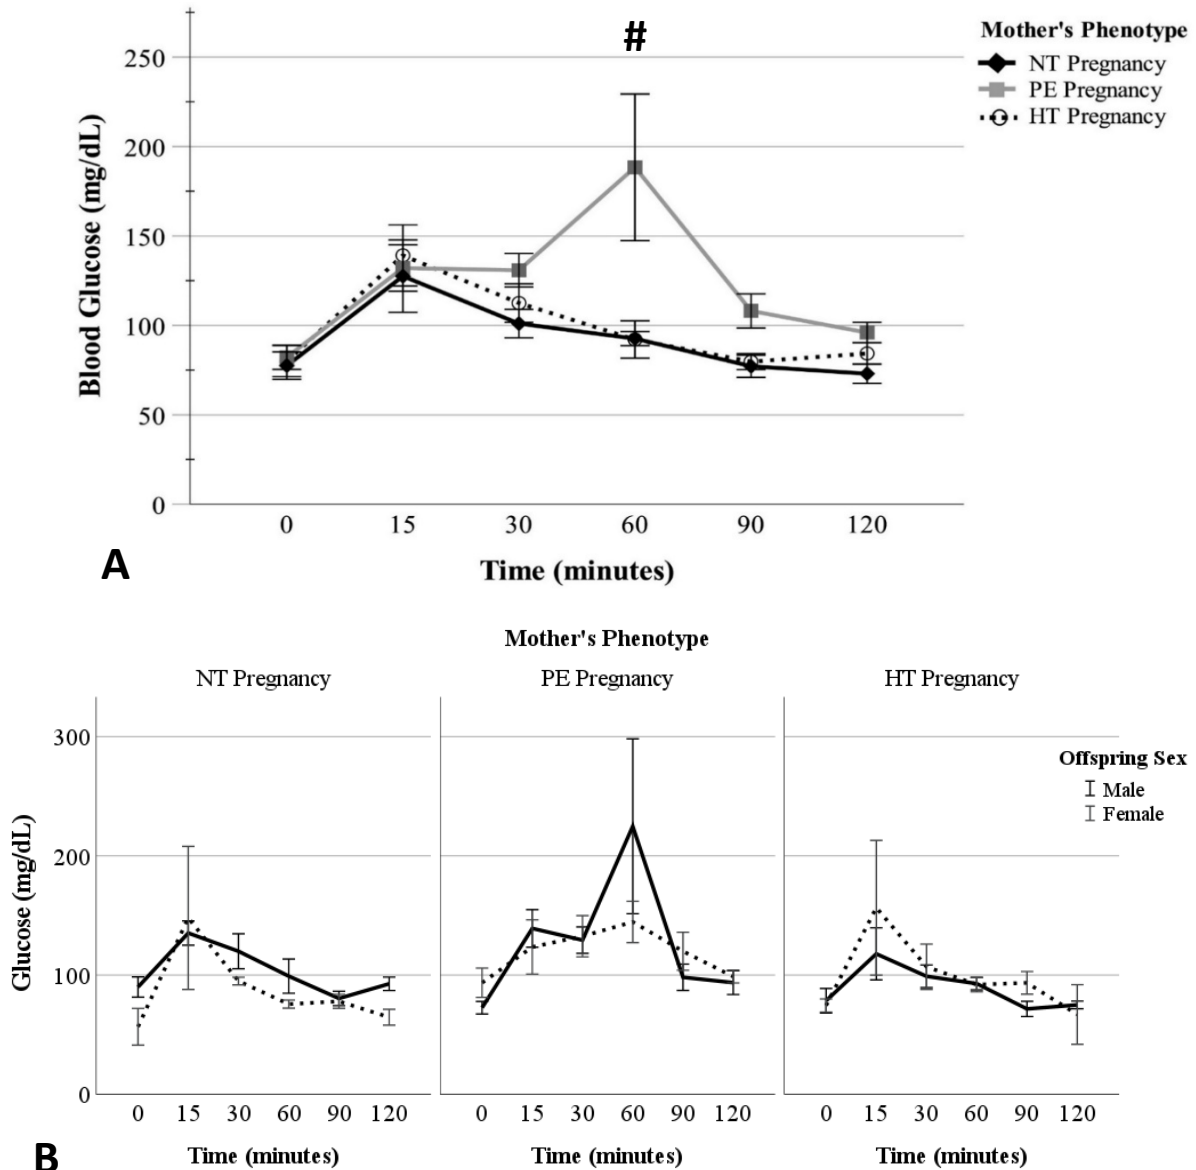 #
Mother's Phenotype
NT Pregnancy
PE Pregnancy
HT Pregnancy
Blood Glucose (mg/dL)
250
200
150
100
50
0
0 15 30 60 90 120
Time (minutes)
A
Mother's Phenotype
NT Pregnancy PE Pregnancy HT Pregnancy
Glucose (mg/dL)
300
200
100
0
Offspring Sex
Male
Female
0 15 30 60 90 120 0 15 30 60 90 120 0 15 30 60 90 120
Time (minutes) Time (minutes) Time (minutes)
B